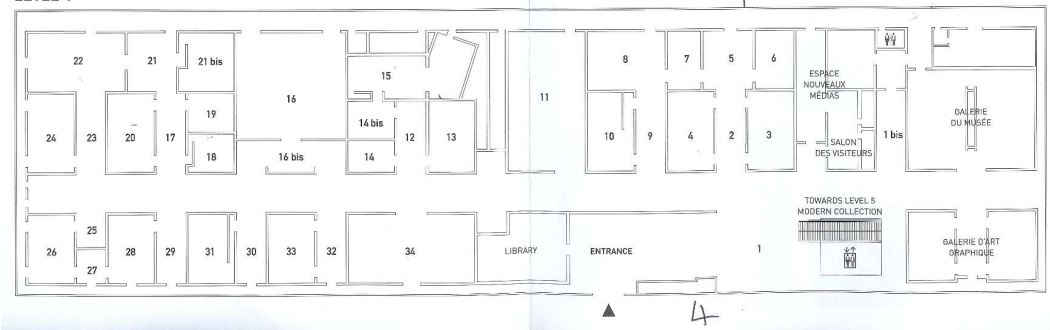 22
21
21 bis
16
15
11
8
7
5
6
ESPACE
NOUVEAUX
MÉDIAS
GALERIE
DU MUSÉE
24
23
20
17
19
18
14 bis
12
13
14
16 bis
10
9
4
2
3
1 bis
SALON
DES VISITEURS
TOWARDS LEVEL 5
MODERN COLLECTION
25
26
27
28
29
31
30
33
32
34
LIBRARY
ENTRANCE
1
GALERIE D'ART
GRAPHIQUE
4